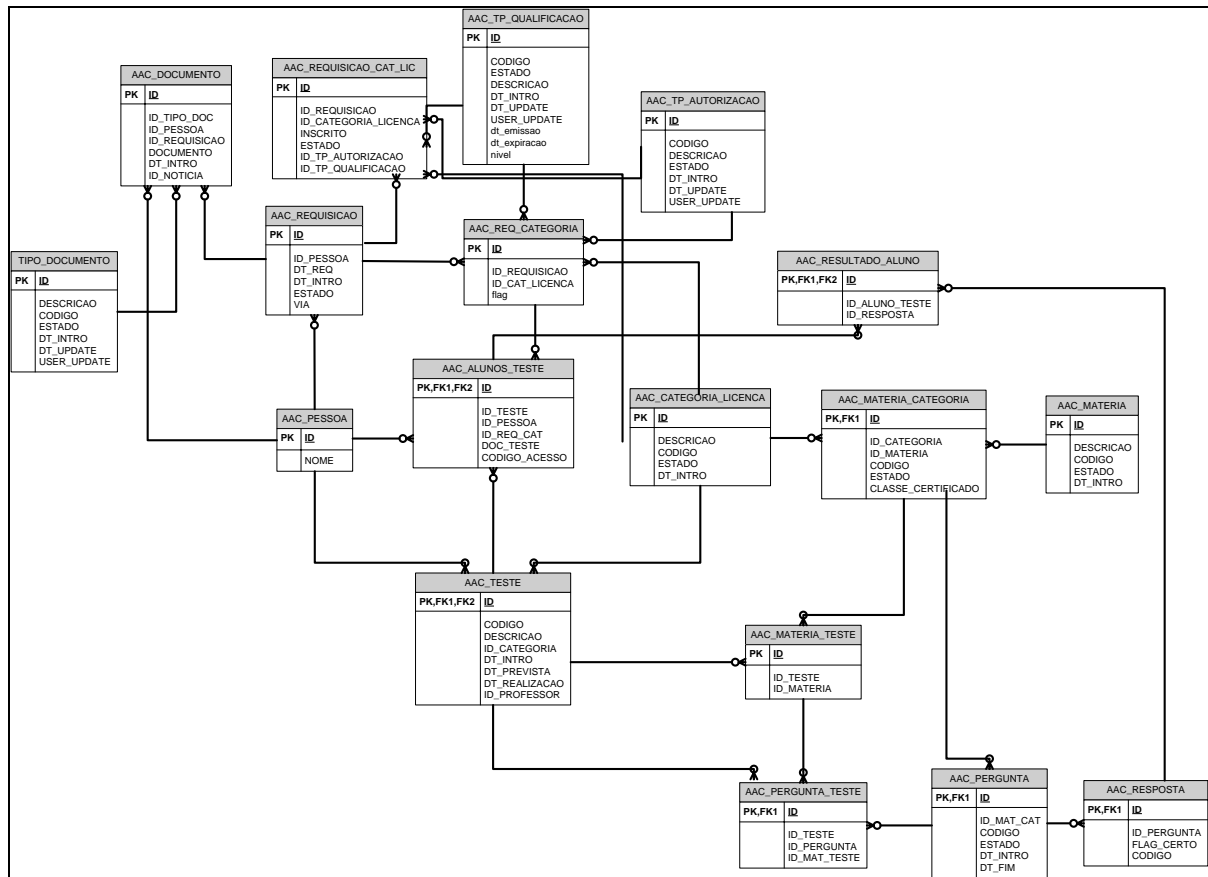 AAC_TP_QUALIFICACAO
PK ID
CODIGO
ESTADO
DESCRICAO
DT_INTRO
DT_UPDATE
USER_UPDATE
dt_emissao
dt_expiracao
nivel
AAC_DOCUMENTO
PK ID
ID_TIPO_DOC
ID_PESSOA
ID_REQUISICAO
DOCUMENTO
DT_INTRO
ID_NOTICIA
AAC_REQUISICAO_CAT_LIC
PK ID
ID_REQUISICAO
ID_CATEGORIA_LICENCA
INSCRITO
ESTADO
ID_TP_AUTORIZACAO
ID_TP_QUALIFICACAO
AAC_TP_AUTORIZACAO
PK ID
CODIGO
DESCRICAO
ESTADO
DT_INTRO
DT_UPDATE
USER_UPDATE
AAC_REQUISICAO
PK ID
ID_PESSOA
DT_REQ
DT_INTRO
ESTADO
VIA
AAC_REQ_CATEGORIA
PK ID
ID_REQUISICAO
ID_CAT_LICENCA
flag
TIPO_DOCUMENTO
PK ID
DESCRICAO
CODIGO
ESTADO
DT_INTRO
DT_UPDATE
USER_UPDATE
AAC_RESULTADO_ALUNO
PK,FK1,FK2 ID
ID_ALUNO_TESTE
ID_RESPOSTA
AAC_ALUNOS_TESTE
PK,FK1,FK2 ID
ID_TESTE
ID_PESSOA
ID_REQ_CAT
DOC_TESTE
CODIGO_ACESSO
AAC_CATEGORIA_LICENCA
PK ID
DESCRICAO
CODIGO
ESTADO
DT_INTRO
AAC_MATERIA_CATEGORIA
PK,FK1 ID
ID_CATEGORIA
ID_MATERIA
CODIGO
ESTADO
CLASSE_CERTIFICADO
AAC_MATERIA
PK ID
DESCRICAO
CODIGO
ESTADO
DT_INTRO
AAC_PESSOA
PK ID
NOME
AAC_TESTE
PK,FK1,FK2 ID
CODIGO
DESCRICAO
ID_CATEGORIA
DT_INTRO
DT_PREVISTA
DT_REALIZACAO
ID_PROFESSOR
AAC_MATERIA_TESTE
PK ID
ID_TESTE
ID_MATERIA
AAC_PERGUNTA_TESTE
PK,FK1 ID
ID_TESTE
ID_PERGUNTA
ID_MAT_TESTE
AAC_PERGUNTA
PK,FK1 ID
ID_MAT_CAT
CODIGO
ESTADO
DT_INTRO
DT_FIM
AAC_RESPOSTA
PK,FK1 ID
ID_PERGUNTA
FLAG_CERTO
CODIGO